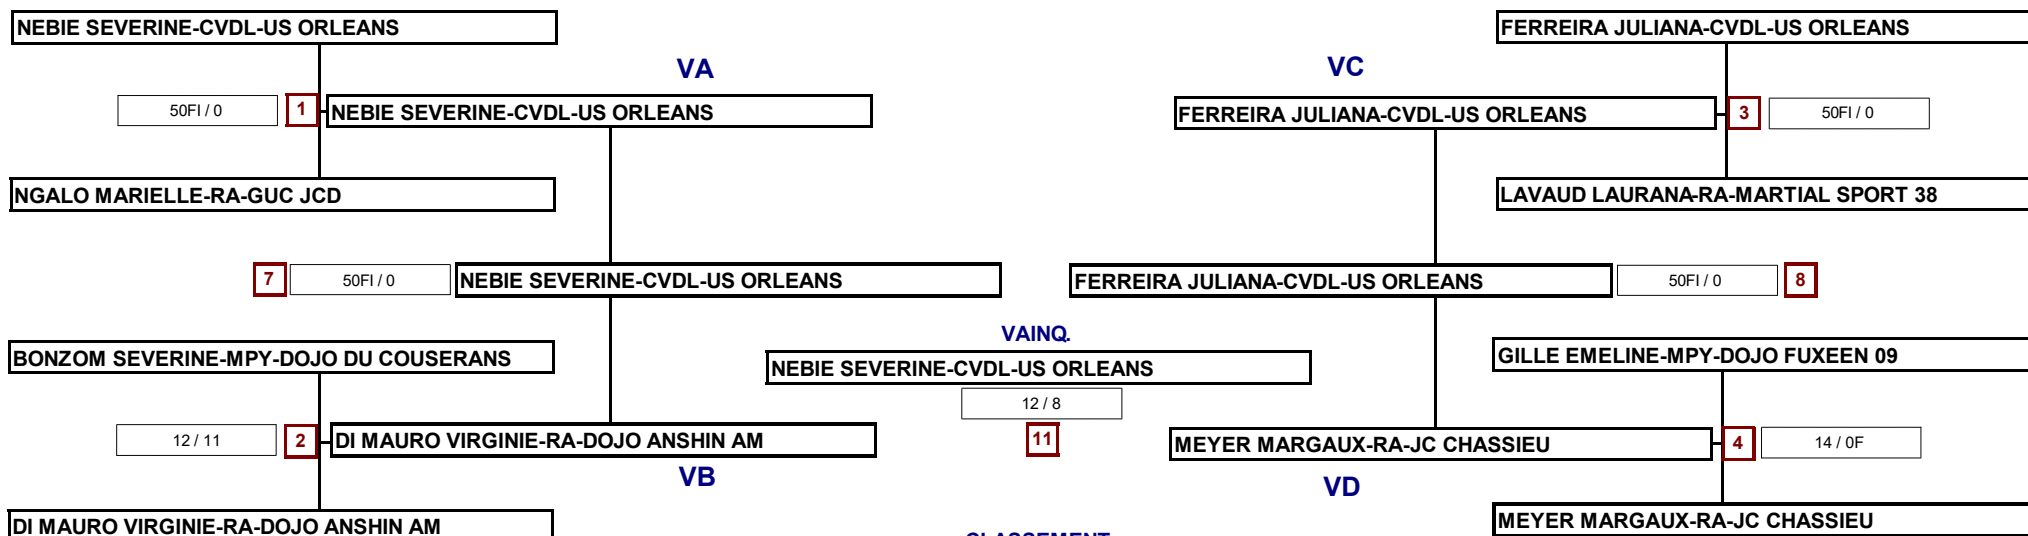 NEBIE SEVERINE-CVDL-US ORLEANS
FERREIRA JULIANA-CVDL-US ORLEANS
VA
VC
50FI / 0
1
NEBIE SEVERINE-CVDL-US ORLEANS
FERREIRA JULIANA-CVDL-US ORLEANS
3
50FI / 0
NGALO MARIELLE-RA-GUC JCD
LAVAUD LAURANA-RA-MARTIAL SPORT 38
7
50FI / 0
NEBIE SEVERINE-CVDL-US ORLEANS
FERREIRA JULIANA-CVDL-US ORLEANS
50FI / 0
8
VAINQ.
BONZOM SEVERINE-MPY-DOJO DU COUSERANS
NEBIE SEVERINE-CVDL-US ORLEANS
GILLE EMELINE-MPY-DOJO FUXEEN 09
12 / 8
12 / 11
2
DI MAURO VIRGINIE-RA-DOJO ANSHIN AM
11
MEYER MARGAUX-RA-JC CHASSIEU
4
14 / 0F
VB
VD
DI MAURO VIRGINIE-RA-DOJO ANSHIN AM
MEYER MARGAUX-RA-JC CHASSIEU
CLASSEMENT